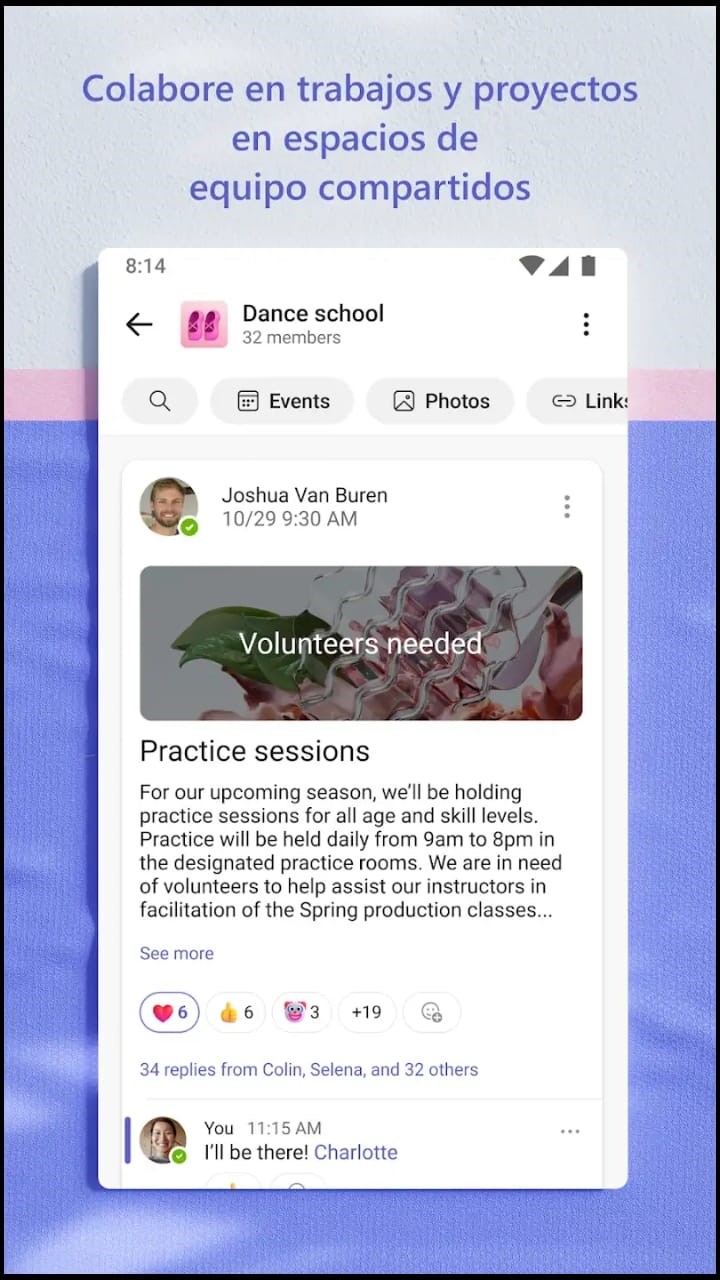 Colabore en trabajos y proyectos
en espacios de
equipo compartidos
8:14
Dance school
32 members
Events
Photos
Links
Joshua Van Buren
10/29 9:30 AM
Volunteers needed
Practice sessions
For our upcoming season, we’ll be holding
practice sessions for all age and skill levels.
Practice will be held daily from 9am to 8pm in
the designated practice rooms. We are in need
of volunteers to help assist our instructors in
facilitation of the Spring production classes...
See more
6
6
3
+19
34 replies from Colin, Selena, and 32 others
You 11:15 AM
I’ll be there! Charlotte